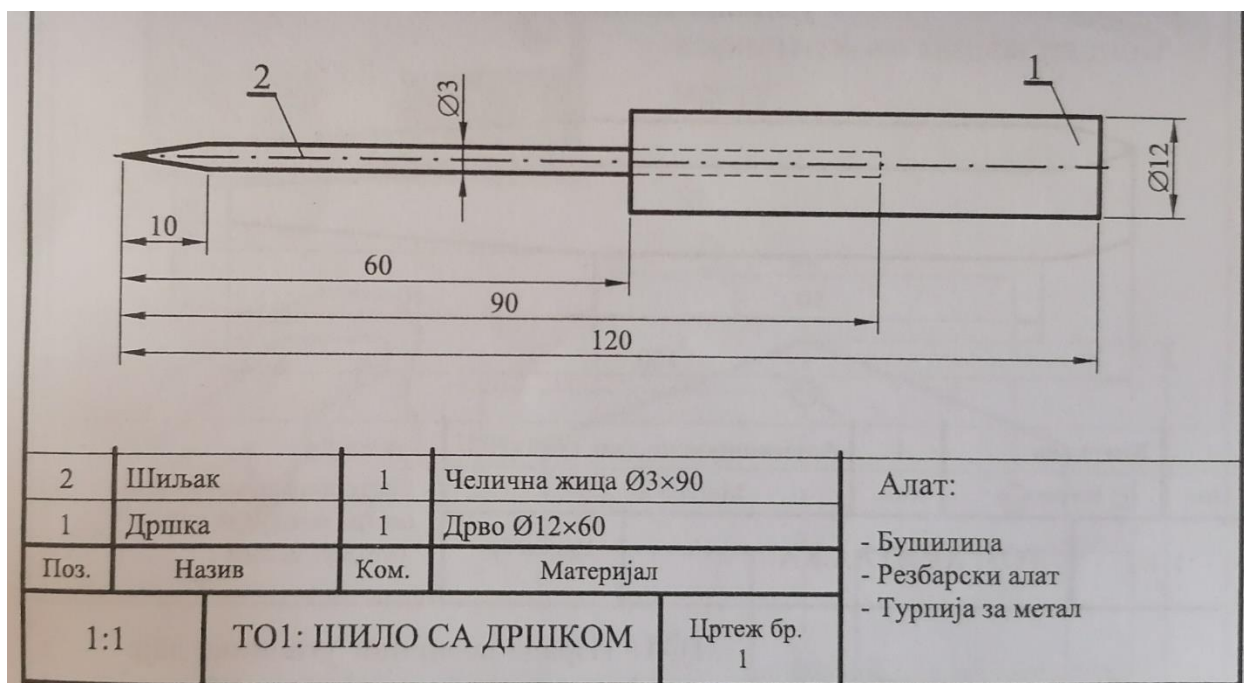 2
Ø3
1
Ø12
10
60
90
120
2 Шиљак 1 Челична жица Ø3×90
1 Дршка 1 Дрво Ø12×60
Поз. Назив Ком. Материјал
1:1 ТО1: ШИЛО СА ДРШКОМ Цртеж бр.
1
Алат:
- Бушилица
- Резбарски алат
- Турпија за метал